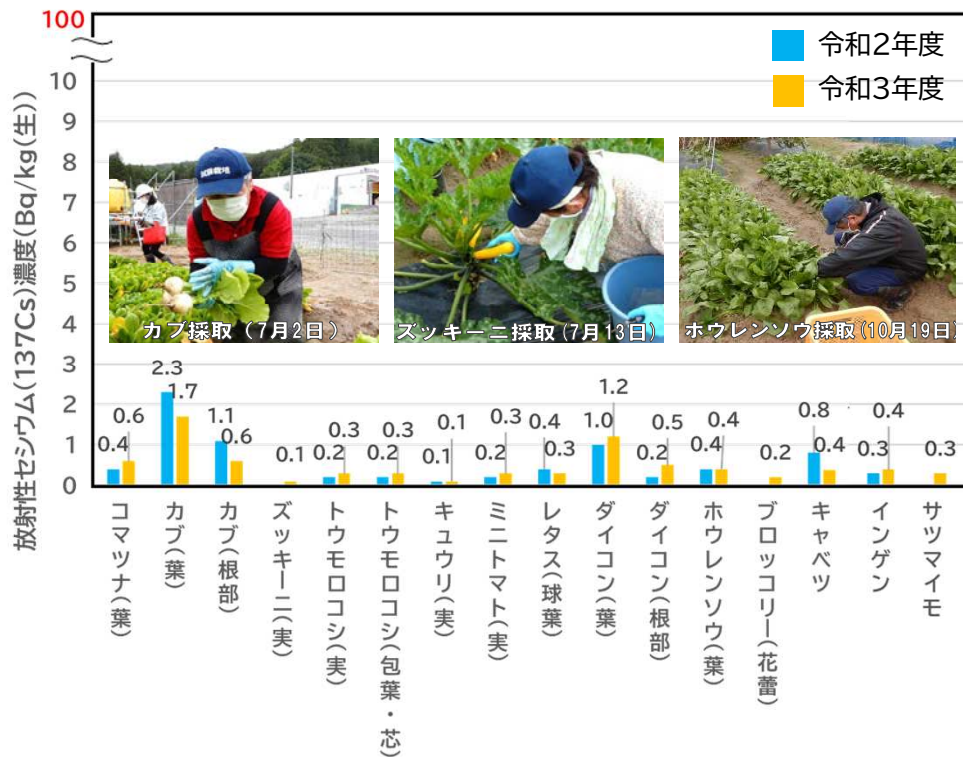 100
令和2年度
令和3年度
放射性セシウム(137Cs)濃度(Bq/kg(生))
10
9
8
7
6
5
4
3
2
1
0
試験栽培
カブ採取（7月2日）
ズッキーニ採取(7月13日)
ホウレンソウ採取(10月19日)
0.4 0.6
2.3 1.7
1.1 0.6
0.1
0.2 0.3
0.2 0.3
0.1 0.1
0.2 0.3
0.4 0.3
1.0 1.2
0.2 0.5
0.4 0.4
0.2
0.8 0.4
0.3 0.4
0.3
コマツナ(葉)
カブ(葉)
カブ(根部)
ズッキーニ(実)
トウモロコシ(実)
トウモロコシ(包葉・芯)
キュウリ(実)
ミニトマト(実)
レタス(球葉)
ダイコン(葉)
ダイコン(根部)
ホウレンソウ(葉)
ブロッコリー(花蕾)
キャベツ
インゲン
サツマイモ